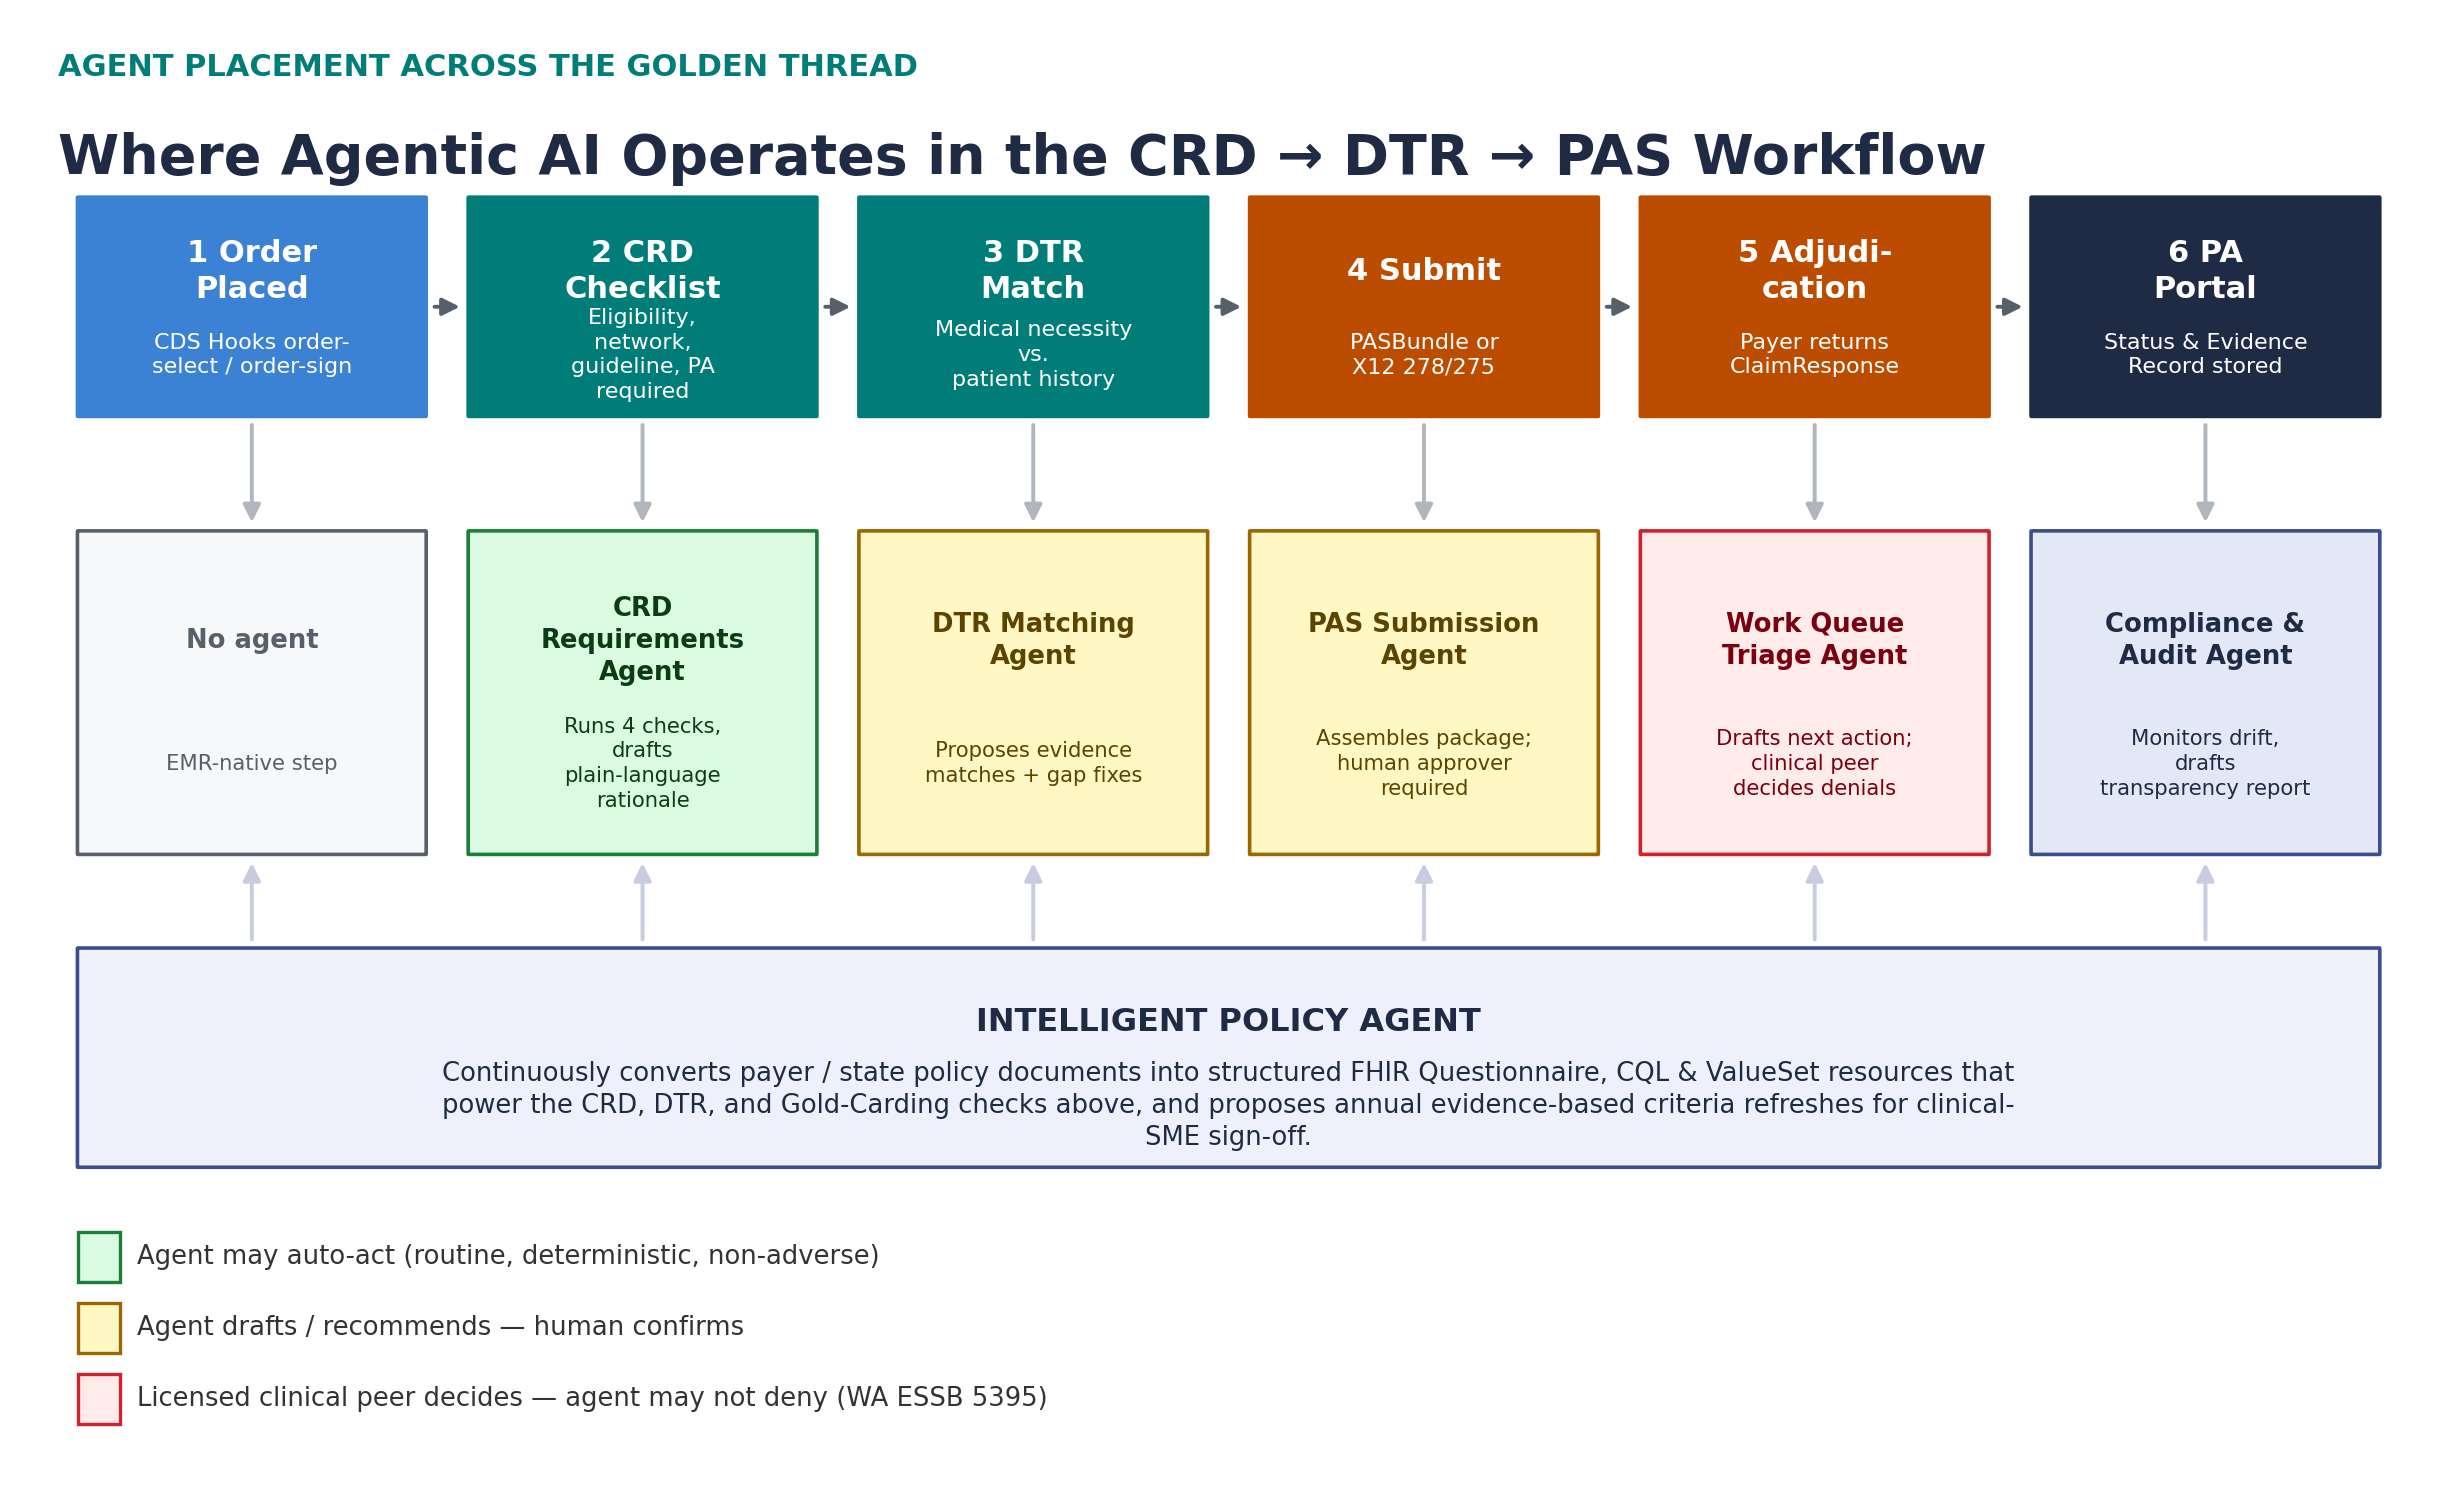 AGENT PLACEMENT ACROSS THE GOLDEN THREAD
Where Agentic AI Operates in the CRD → DTR → PAS Workflow
1 Order
Placed
CDS Hooks order-
select / order-sign
2 CRD
Checklist
Eligibility,
network,
guideline, PA
required
3 DTR
Match
Medical necessity
vs.
patient history
4 Submit
PASBundle or
X12 278/275
5 Adjudi-
cation
Payer returns
ClaimResponse
6 PA
Portal
Status & Evidence
Record stored
No agent
EMR-native step
CRD
Requirements
Agent
Runs 4 checks,
drafts
plain-language
rationale
DTR Matching
Agent
Proposes evidence
matches + gap fixes
PAS Submission
Agent
Assembles package;
human approver
required
Work Queue
Triage Agent
Drafts next action;
clinical peer
decides denials
Compliance &
Audit Agent
Monitors drift,
drafts
transparency report
INTELLIGENT POLICY AGENT
Continuously converts payer / state policy documents into structured FHIR Questionnaire, CQL & ValueSet resources that
power the CRD, DTR, and Gold-Carding checks above, and proposes annual evidence-based criteria refreshes for clinical-
SME sign-off.
Agent may auto-act (routine, deterministic, non-adverse)
Agent drafts / recommends — human confirms
Licensed clinical peer decides — agent may not deny (WA ESSB 5395)